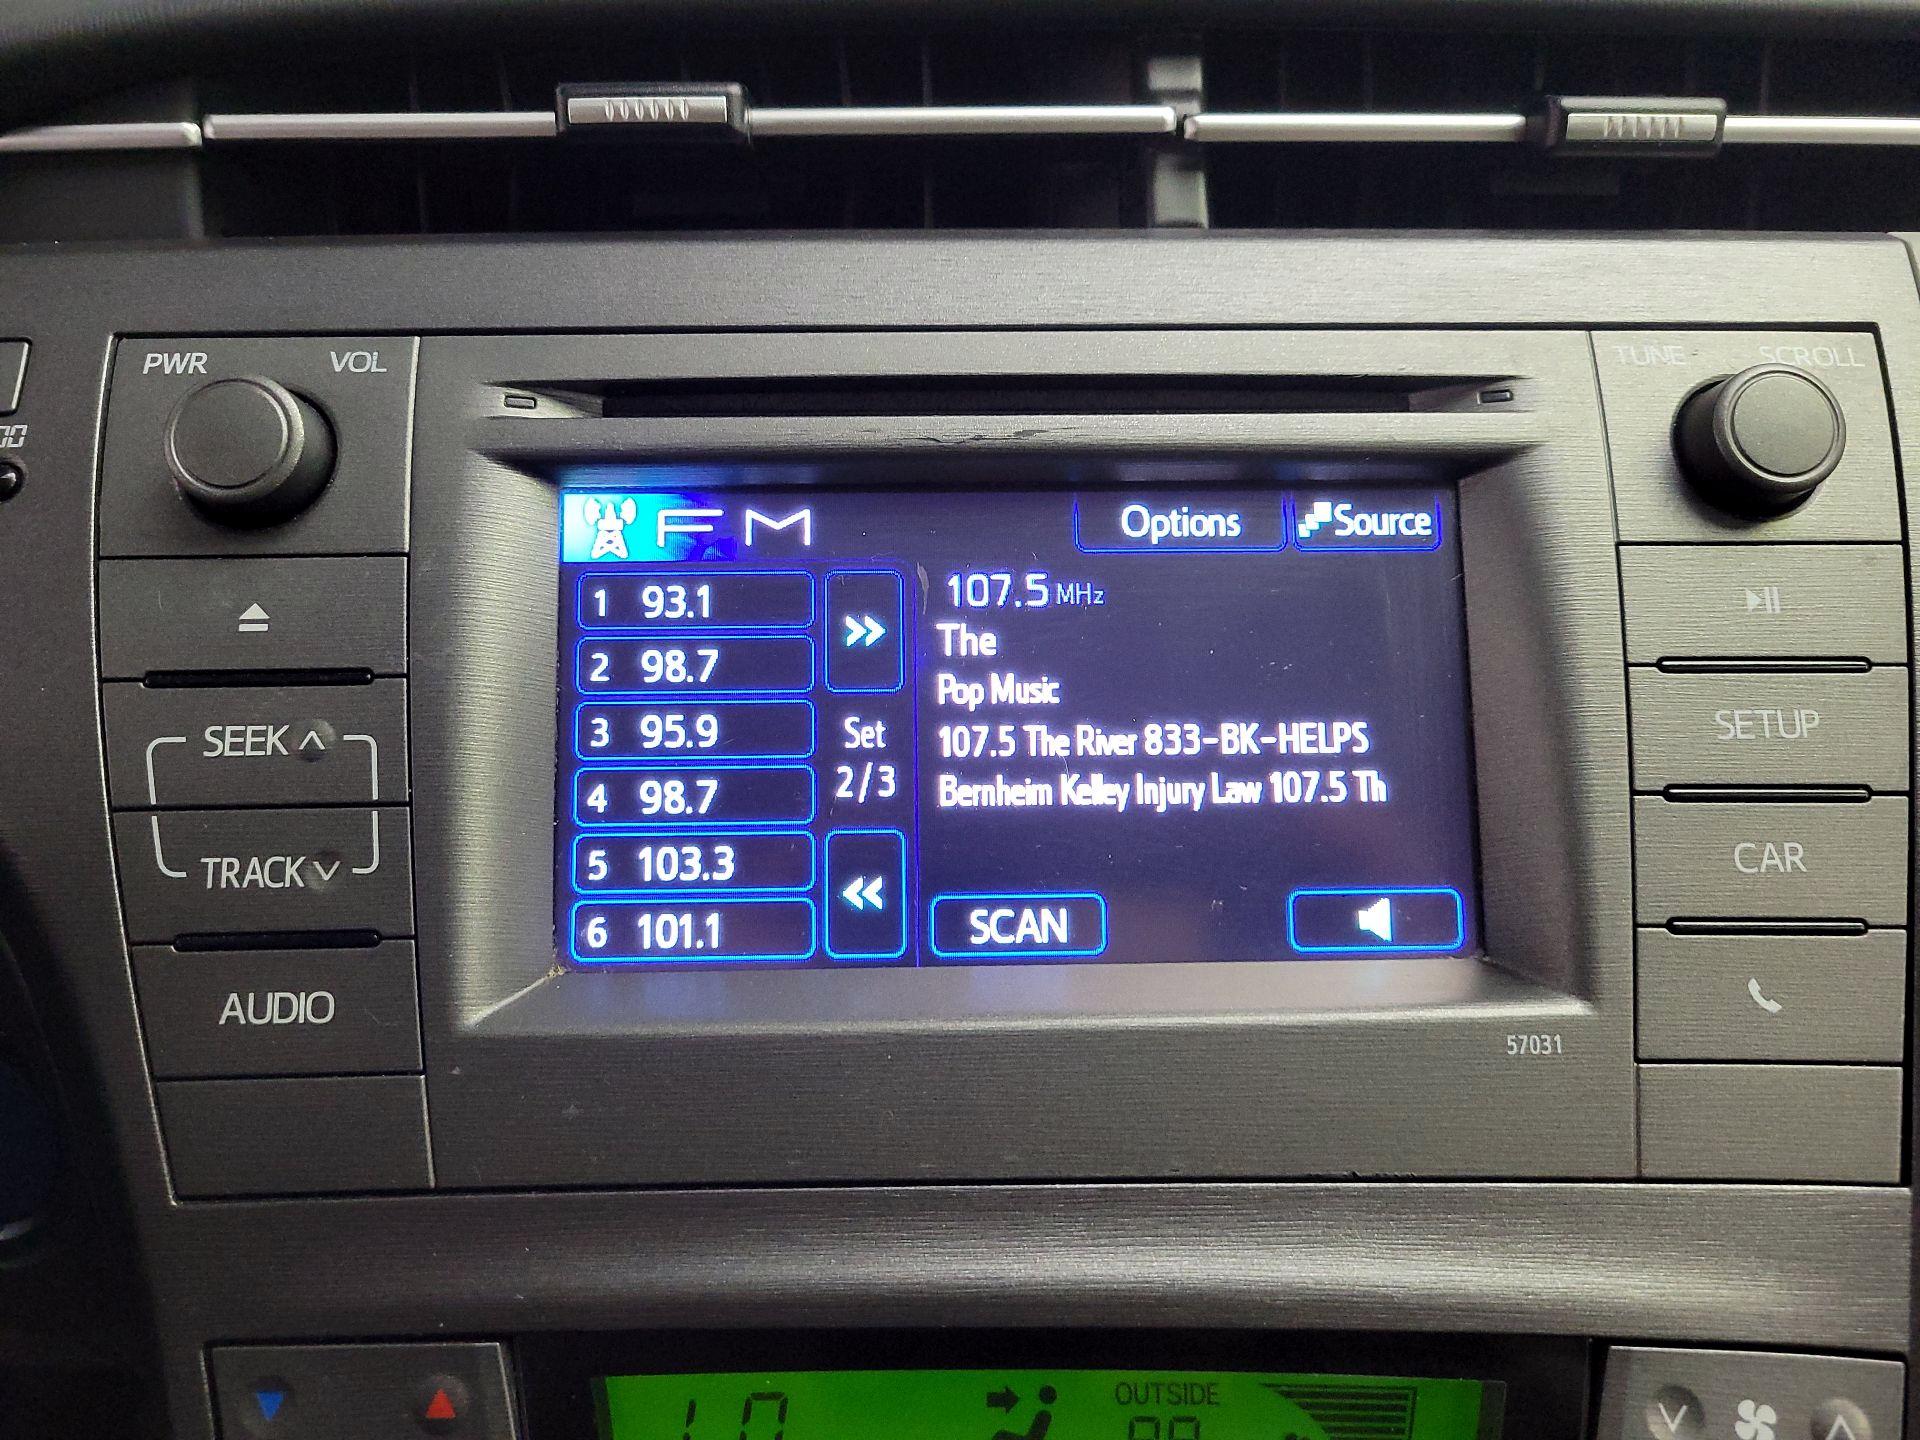 PWR VOL
TUNE SCROLL
FM
Options
Source
1 93.1
2 98.7
3 95.9
4 98.7
5 103.3
6 101.1
>>
Set
2/3
<<
107.5 MHz
The
Pop Music
107.5 The River 833-BK-HELPS
Bernheim Kelley Injury Law 107.5 Th
SCAN
SEEK
TRACK
AUDIO
SETUP
CAR
57031
LO
OUTSIDE